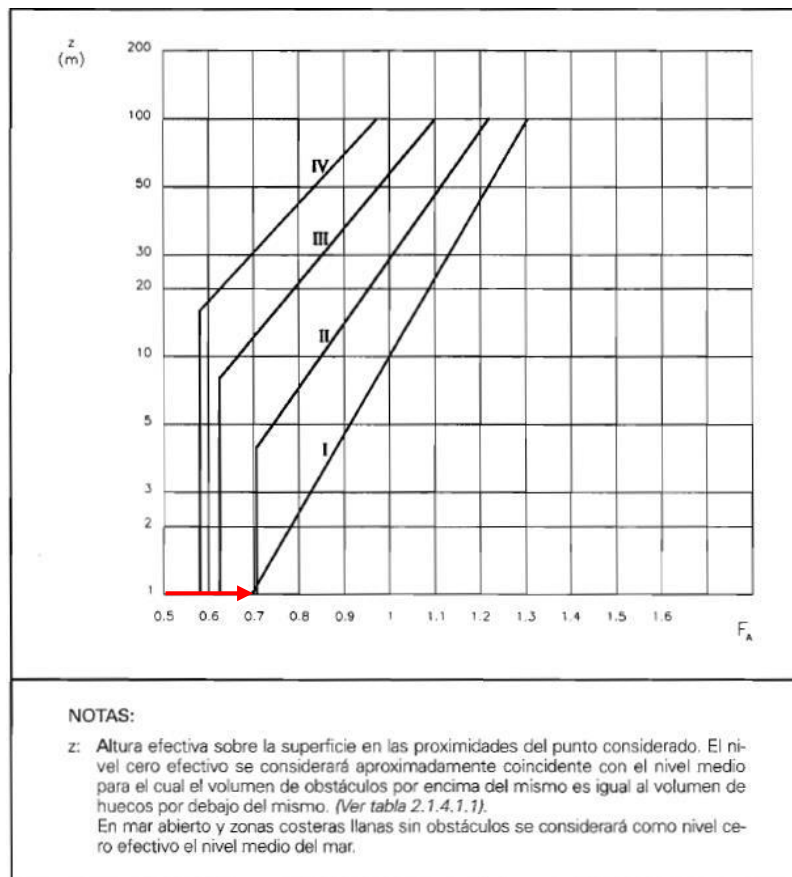 z
(m)
200
100
50
30
20
10
5
3
2
1
IV
III
II
I
0.5 0.6 0.7 0.8 0.9 1 1.1 1.2 1.3 1.4 1.5 1.6
F_A
NOTAS:
z: Altura efectiva sobre la superficie en las proximidades del punto considerado. El ni-
vel cero efectivo se considerará aproximadamente coincidente con el nivel medio
para el cual el volumen de obstáculos por encima del mismo es igual al volumen de
huecos por debajo del mismo. (Ver tabla 2.1.4.1.1).
En mar abierto y zonas costeras llanas sin obstáculos se considerará como nivel ce-
ro efectivo el nivel medio del mar.